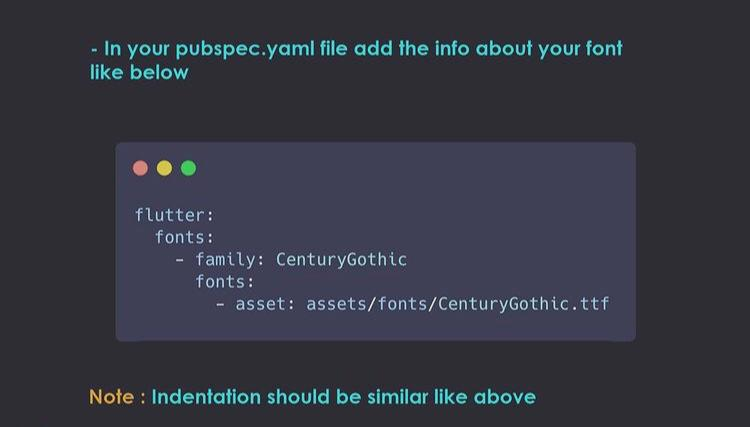 - In your pubspec.yaml file add the info about your font
like below
flutter:
  fonts:
    - family: CenturyGothic
      fonts:
        - asset: assets/fonts/CenturyGothic.ttf
Note : Indentation should be similar like above